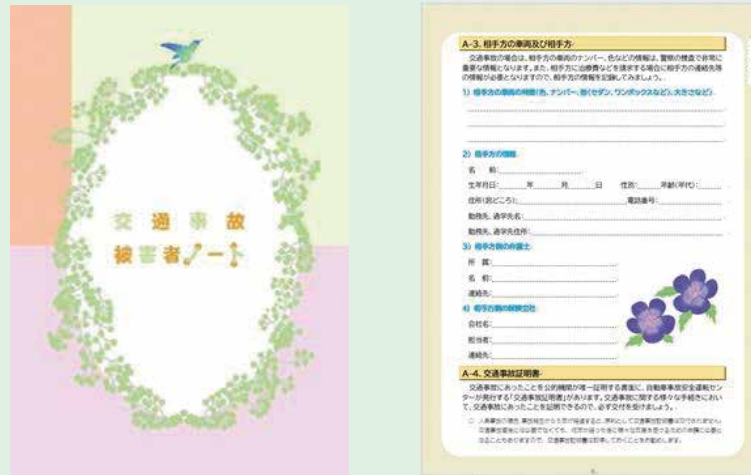 交通事故
被害者ノート
A-3. 相手方の車両及び相手方
交通事故の場合は、相手方の車両のナンバー、色などの情報は、警察の捜査で非常に
重要な情報となります。また、相手方に治療費などを請求する場合に相手方の連絡先等
の情報が必要となりますので、相手方の情報を記録してみましょう。
1) 相手方の車両の特徴(色、ナンバー、形(セダン、ワンボックスなど)、大きさなど)
2) 相手方の情報
名 前:
生年月日: 年 月 日 性別: 年齢(年代):
住所(居どころ): 電話番号:
勤務先、通学先名:
勤務先、通学先住所:
3) 相手方側の弁護士
所 属:
名 前:
連絡先:
4) 相手方側の保険会社
会社名:
担当者:
連絡先:
A-4. 交通事故証明書
交通事故にあったことを公的機関が唯一証明する書面に、自動車事故安全運転セン
ターが発行する「交通事故証明書」があります。交通事故に関する様々な手続きにおい
て、交通事故にあったことを証明できるので、必ず交付を受けましょう。